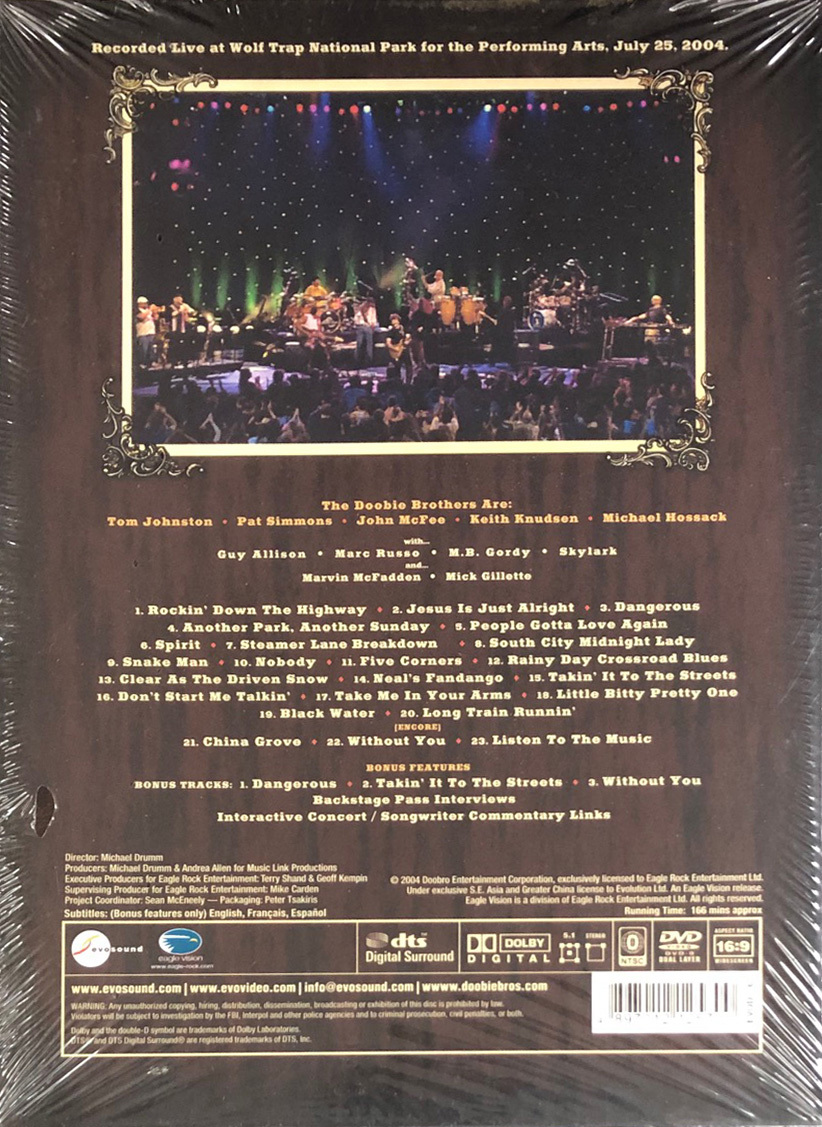 Recorded Live at Wolf Trap National Park for the Performing Arts, July 25, 2004.
The Doobie Brothers Are:
Tom Johnston • Pat Simmons • John McFee • Keith Knudsen • Michael Hossack
with...
Guy Allison • Marc Russo • M.B. Gordy • Skylark
and...
Marvin McFadden • Mick Gillette
1. Rockin' Down The Highway • 2. Jesus Is Just Alright • 3. Dangerous
4. Another Park, Another Sunday • 5. People Gotta Love Again
6. Spirit • 7. Steamer Lane Breakdown • 8. South City Midnight Lady
9. Snake Man • 10. Nobody • 11. Five Corners • 12. Rainy Day Crossroad Blues
13. Clear As The Driven Snow • 14. Neal's Fandango • 15. Takin' It To The Streets
16. Don't Start Me Talkin' • 17. Take Me In Your Arms • 18. Little Bitty Pretty One
19. Black Water • 20. Long Train Runnin'
[ENCORE]
21. China Grove • 22. Without You • 23. Listen To The Music
BONUS FEATURES
BONUS TRACKS: 1. Dangerous • 2. Takin' It To The Streets • 3. Without You
Backstage Pass Interviews
Interactive Concert / Songwriter Commentary Links
Director: Michael Drumm
Producers: Michael Drumm & Andrea Allen for Music Link Productions
Executive Producers for Eagle Rock Entertainment: Terry Shand & Geoff Kempin
Supervising Producer for Eagle Rock Entertainment: Mike Carden
Project Coordinator: Sean McNeely — Packaging: Peter Tsakiris
Subtitles: (Bonus features only) English, Français, Español
© 2004 Doobro Entertainment Corporation, exclusively licensed to Eagle Rock Entertainment Ltd.
Under exclusive S.E. Asia and Greater China license to Evolution Ltd. An Eagle Vision release.
Eagle Vision is a division of Eagle Rock Entertainment Ltd. All rights reserved.
Running Time: 166 mins approx
evosound
eagle vision
www.eagle-rock.com
dts
Digital Surround
DOLBY
DIGITAL
5.1
STEREO
0
NTSC
DVD
VIDEO
DVD 9
DUAL LAYER
ASPECT RATIO
16:9
WIDESCREEN
www.evosound.com | www.evovideo.com | info@evosound.com | www.doobiebros.com
WARNING: Any unauthorized copying, hiring, distribution, dissemination, broadcasting or exhibition of this disc is prohibited by law.
Violators will be subject to investigation by the FBI, Interpol and other police agencies and to criminal prosecution, civil penalties, or both.
Dolby and the double-D symbol are trademarks of Dolby Laboratories.
DTS® and DTS Digital Surround® are registered trademarks of DTS, Inc.